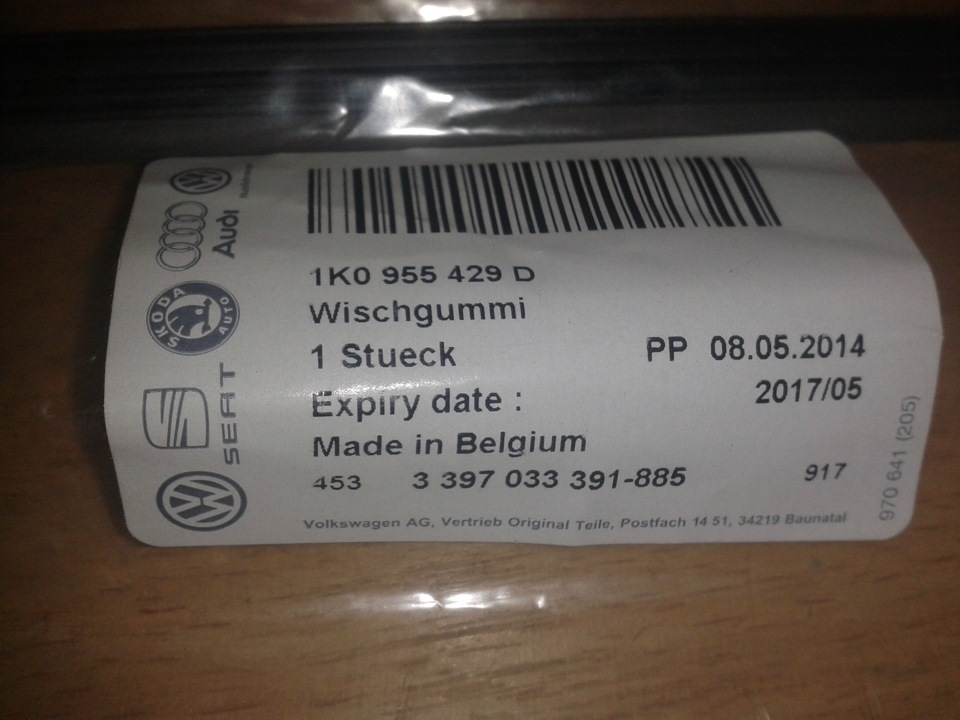 1K0 955 429 D
Wischgummi
1 Stueck PP 08.05.2014
Expiry date : 2017/05
Made in Belgium
453 3 397 033 391-885 917
Volkswagen AG, Vertrieb Original Teile, Postfach 14 51, 34219 Baunatal
970 641 (205)
Audi
SKODA
AUTO
SEAT